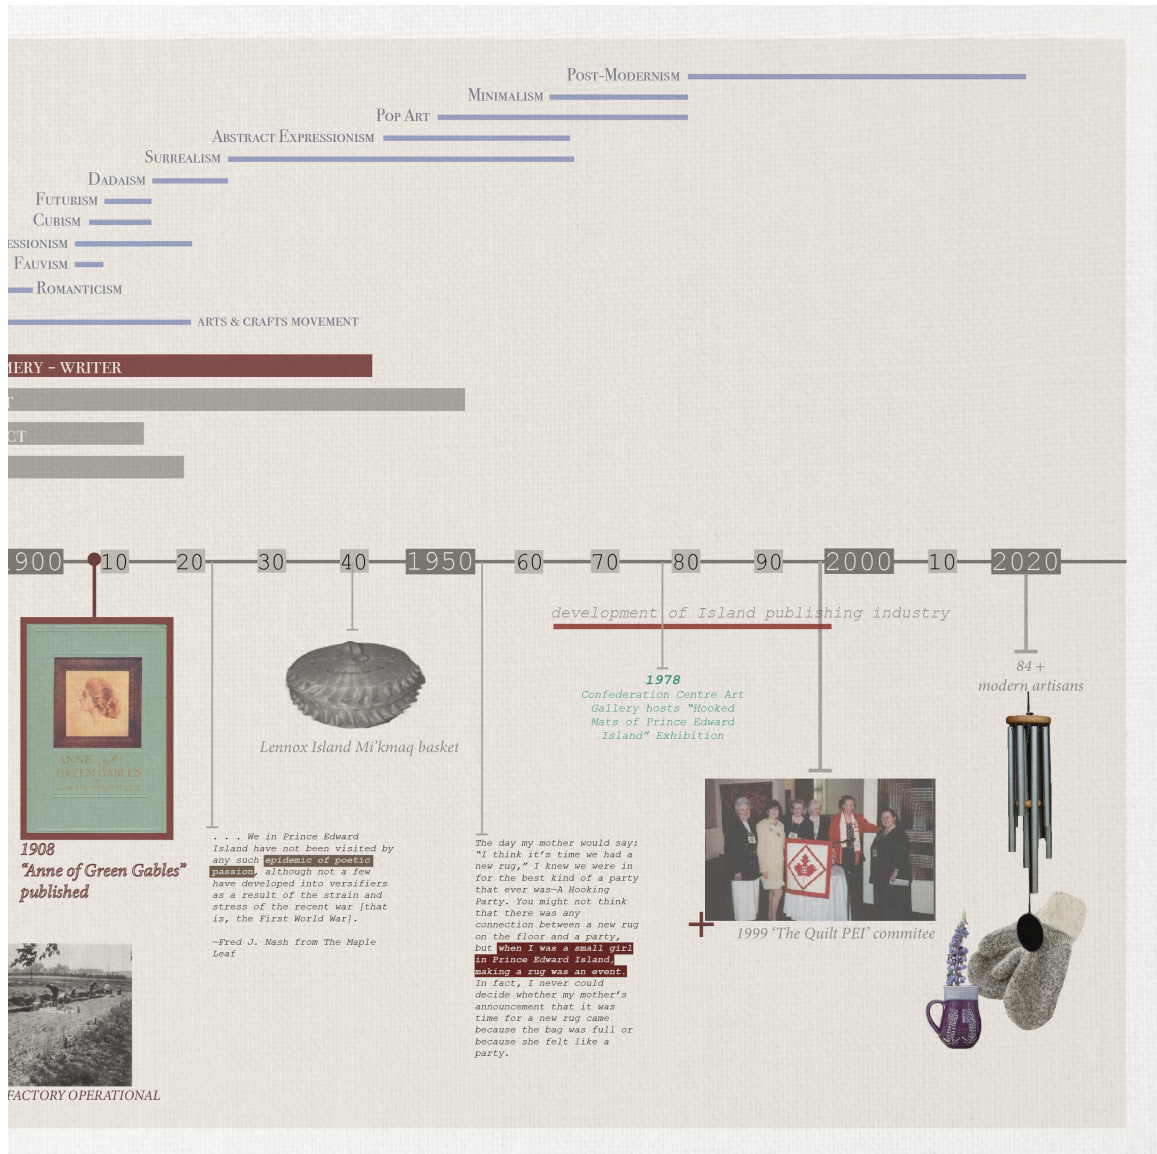 Post-Modernism
Minimalism
Pop Art
Abstract Expressionism
Surrealism
Dadaism
Futurism
Cubism
essionism
Fauvism
Romanticism
ARTS & CRAFTS MOVEMENT
MERY – WRITER
T
CT
1900 10 20 30 40 1950 60 70 80 90 2000 10 2020
development of Island publishing industry
84 +
modern artisans
1978
Confederation Centre Art
Gallery hosts “Hooked
Mats of Prince Edward
Island” Exhibition
ANNE of
GREEN GABLES
Lennox Island Mi’kmaq basket
1908
“Anne of Green Gables”
published
. . . We in Prince Edward
Island have not been visited by
any such epidemic of poetic
passion, although not a few
have developed into versifiers
as a result of the strain and
stress of the recent war [that
is, the First World War].
—Fred J. Nash from The Maple
Leaf
The day my mother would say:
“I think it’s time we had a
new rug,” I knew we were in
for the best kind of a party
that ever was—A Hooking
Party. You might not think
that there was any
connection between a new rug
on the floor and a party,
but when I was a small girl
in Prince Edward Island,
making a rug was an event.
In fact, I never could
decide whether my mother’s
announcement that it was
time for a new rug came
because the bag was full or
because she felt like a
party.
1999 ‘The Quilt PEI’ commitee
FACTORY OPERATIONAL